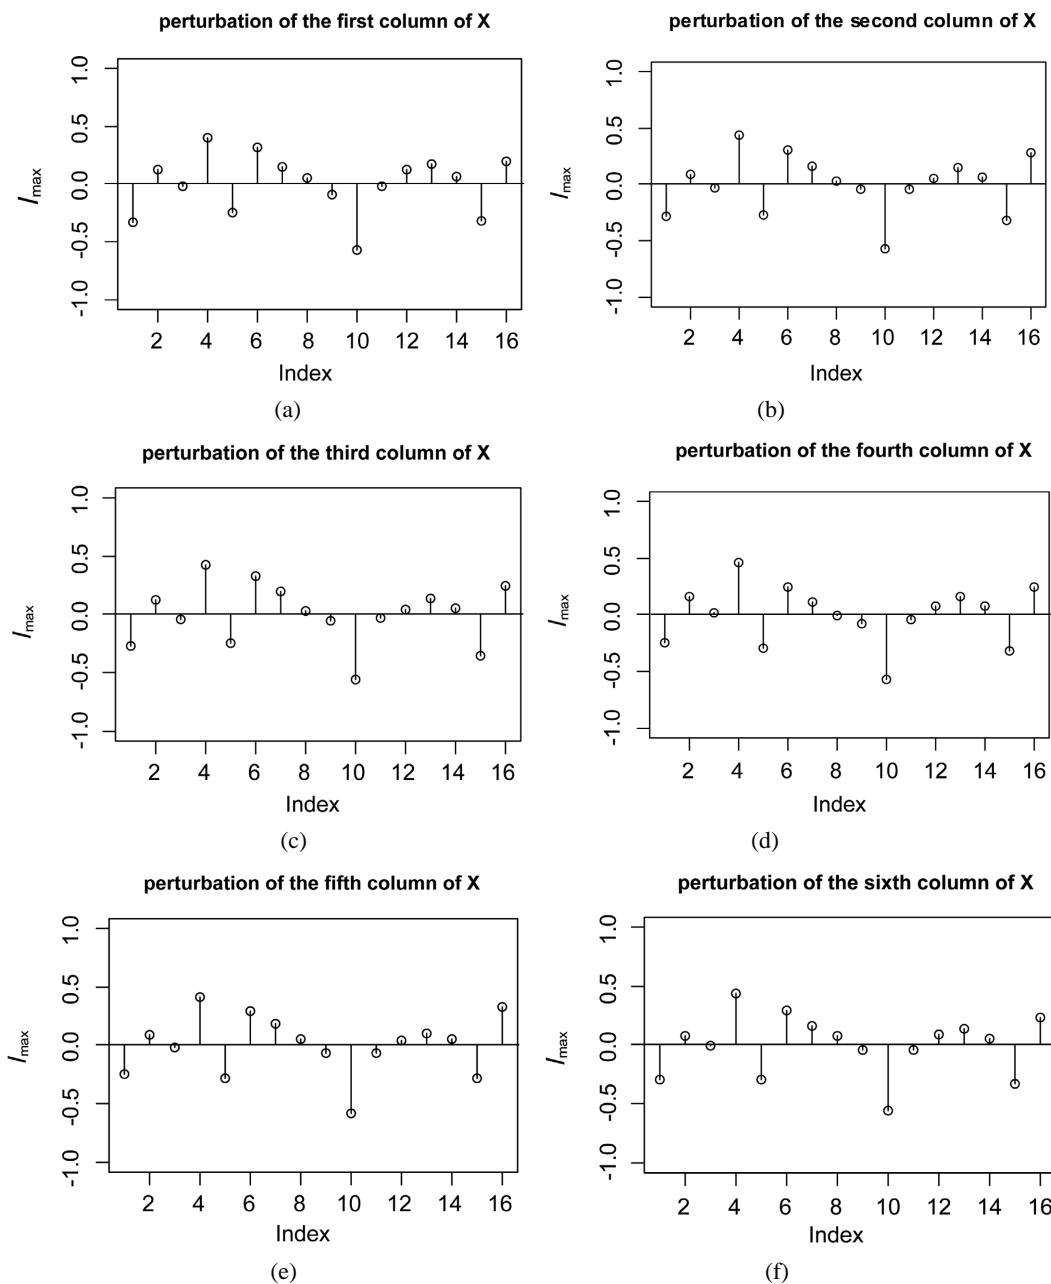 perturbation of the first column of X
1.0
0.5
0.0
-0.5
-1.0
lmax
2 4 6 8 10 12 14 16
Index
(a)
perturbation of the second column of X
1.0
0.5
0.0
-0.5
-1.0
lmax
2 4 6 8 10 12 14 16
Index
(b)
perturbation of the third column of X
1.0
0.5
0.0
-0.5
-1.0
lmax
2 4 6 8 10 12 14 16
Index
(c)
perturbation of the fourth column of X
1.0
0.5
0.0
-0.5
-1.0
lmax
2 4 6 8 10 12 14 16
Index
(d)
perturbation of the fifth column of X
1.0
0.5
0.0
-0.5
-1.0
lmax
2 4 6 8 10 12 14 16
Index
(e)
perturbation of the sixth column of X
1.0
0.5
0.0
-0.5
-1.0
lmax
2 4 6 8 10 12 14 16
Index
(f)